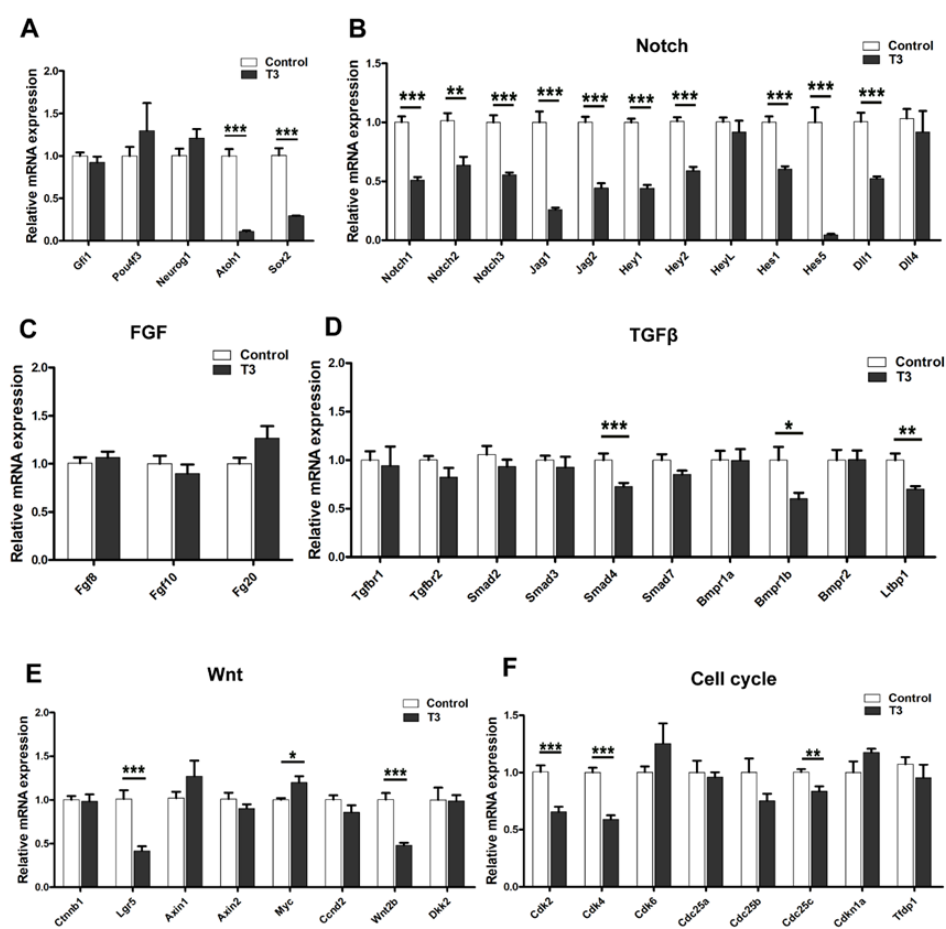 A
Control
T3
Relative mRNA expression
2.0
1.5
1.0
0.5
0.0
***
***
Gfi1
Pou4f3
Neurog1
Atoh1
Sox2
B
Notch
Control
T3
Relative mRNA expression
1.5
1.0
0.5
0.0
***
**
***
***
***
***
***
***
***
***
Notch1
Notch2
Notch3
Jag1
Jag2
Hey1
Hey2
HeyL
Hes1
Hes5
Dll1
Dll4
C
FGF
Control
T3
Relative mRNA expression
2.0
1.5
1.0
0.5
0.0
Fgf8
Fgf10
Fg20
D
TGFβ
Control
T3
Relative mRNA expression
2.0
1.5
1.0
0.5
0.0
***
*
**
Tgfbr1
Tgfbr2
Smad2
Smad3
Smad4
Smad7
Bmpr1a
Bmpr1b
Bmpr2
Ltbp1
E
Wnt
Control
T3
Relative mRNA expression
2.0
1.5
1.0
0.5
0.0
***
*
***
Ctnnb1
Lgr5
Axin1
Axin2
Myc
Ccnd2
Wnt2b
Dkk2
F
Cell cycle
Control
T3
Relative mRNA expression
1.5
1.0
0.5
0.0
***
***
**
Cdk2
Cdk4
Cdk6
Cdc25a
Cdc25b
Cdc25c
Cdkn1a
Tfdp1